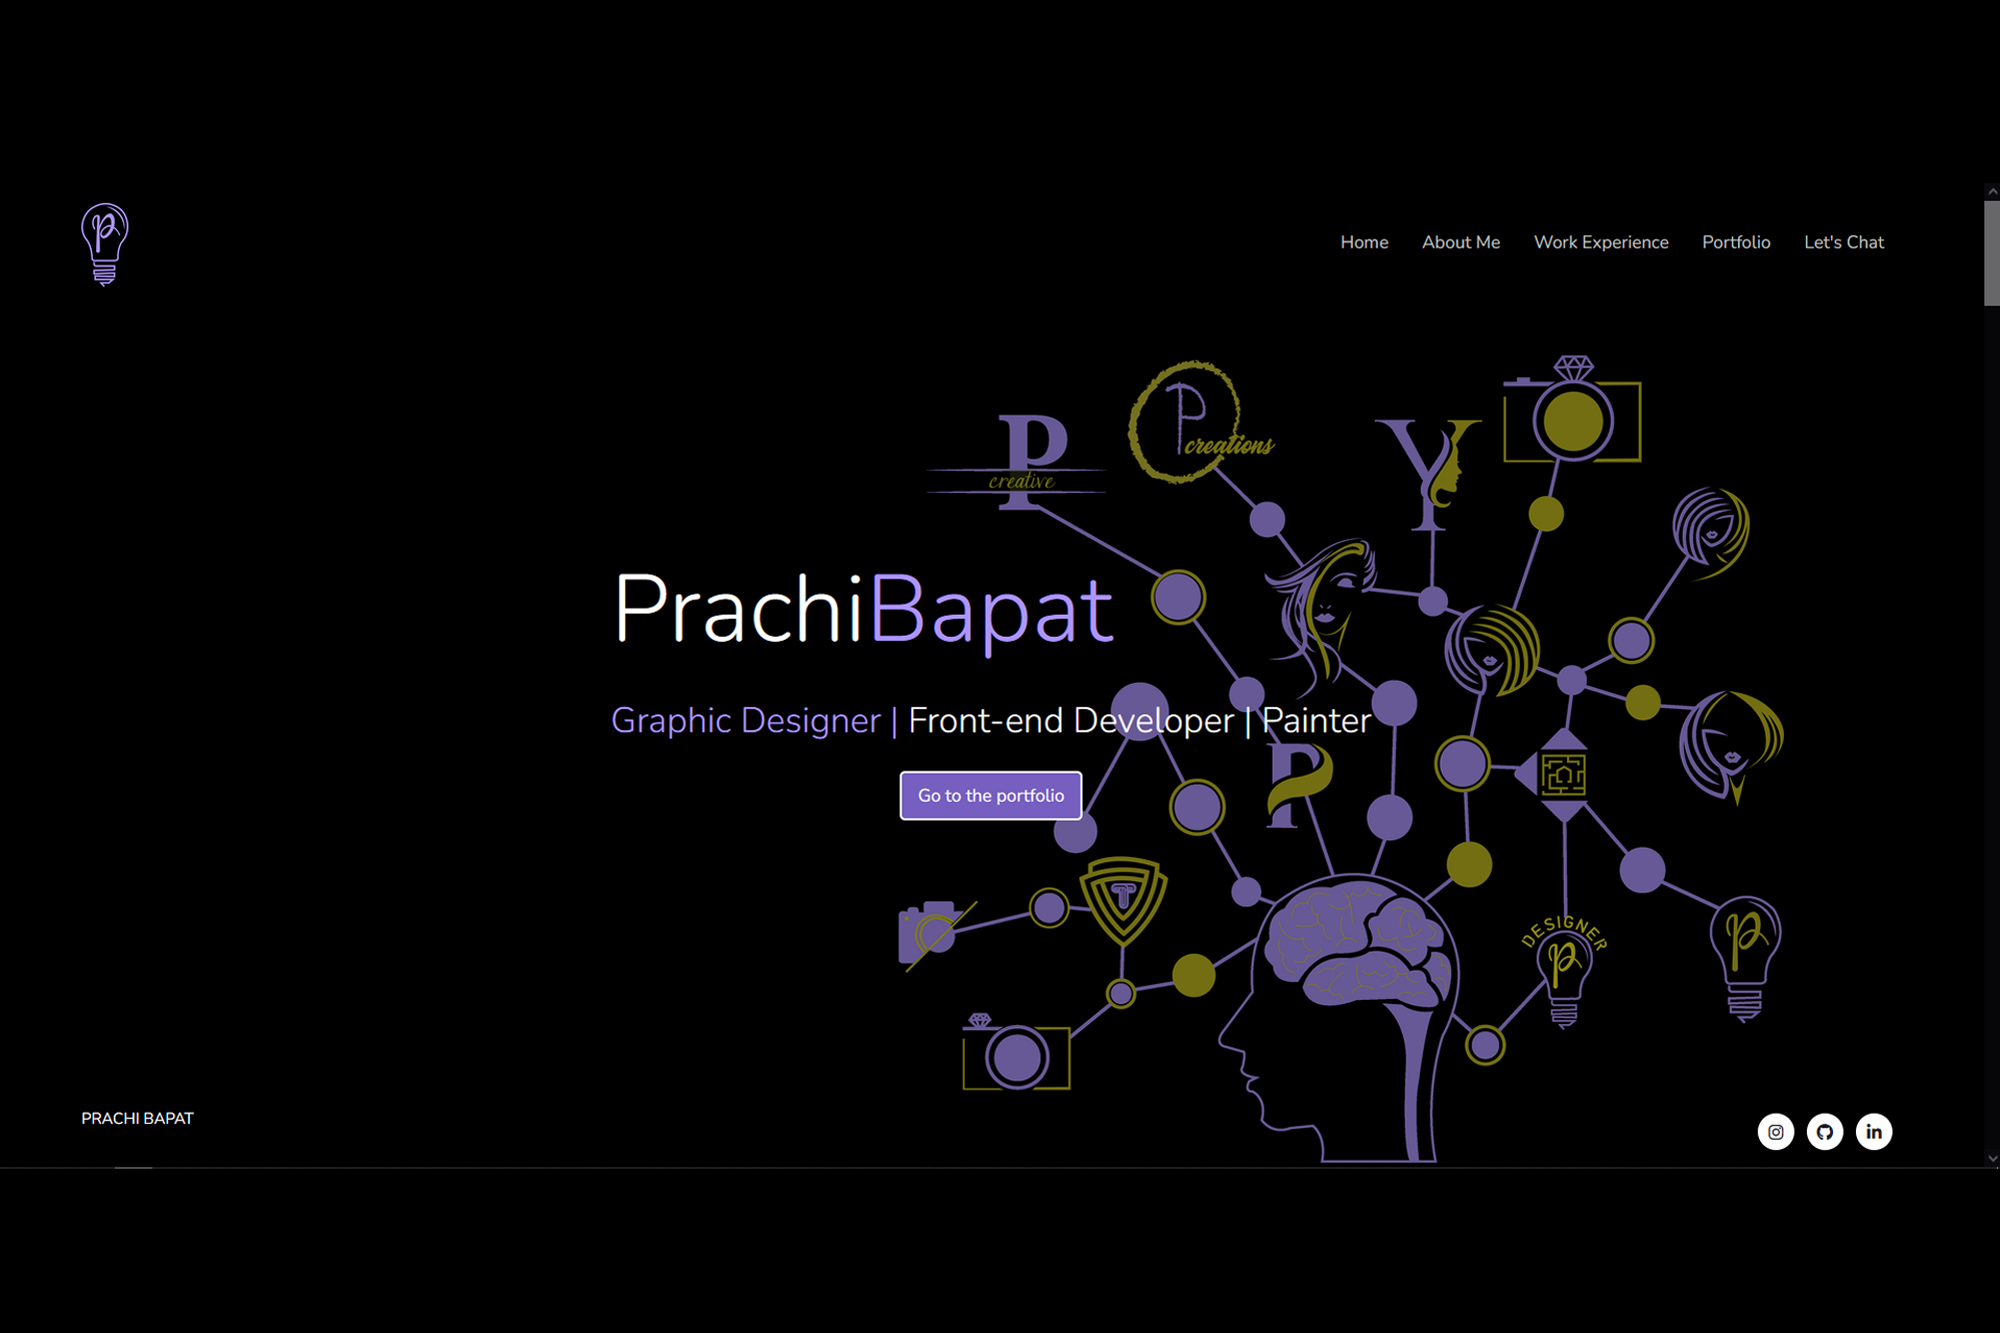 p
Home
About Me
Work Experience
Portfolio
Let's Chat
P
creative
P
creations
Y
PrachiBapat
Graphic Designer | Front-end Developer | Painter
Go to the portfolio
P
T
DESIGNER
p
p
PRACHI BAPAT
in